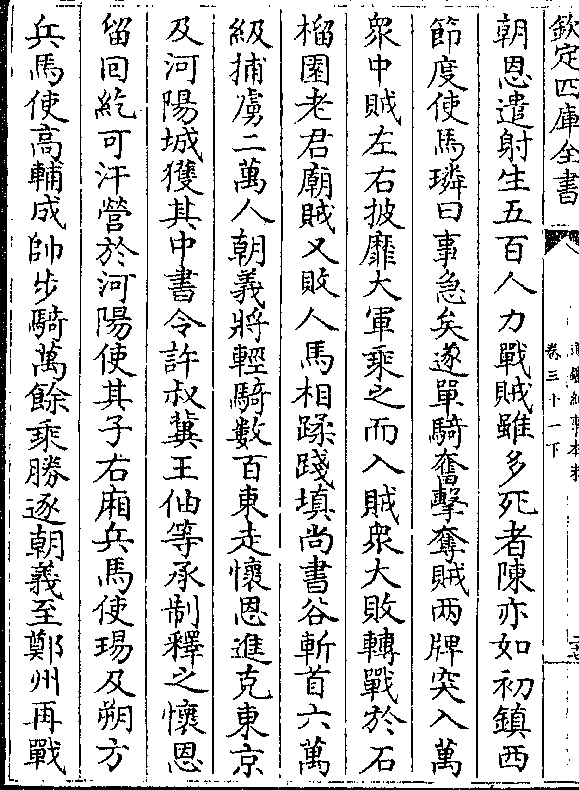 欽定四庫全書
卷三十一下
朝恩遣射生五百人力戰賊雖多死者陳亦如初鎮西
節度使馬璘曰事急矣遂單騎奮擊奪賊兩牌突入萬
衆中賊左右披靡大軍乘之而入賊衆大敗轉戰於石
榴園老君廟賊又敗人馬相蹂踐填尚書谷斬首六萬
級捕虜二萬人朝義將輕騎數百東走懷恩進克東京
及河陽城獲其中書令許叔冀王伷等承制釋之懷恩
留回紇可汗營於河陽使其子右廂兵馬使瑒及朔方
兵馬使高輔成帥步騎萬餘乘勝逐朝義至鄭州再戰